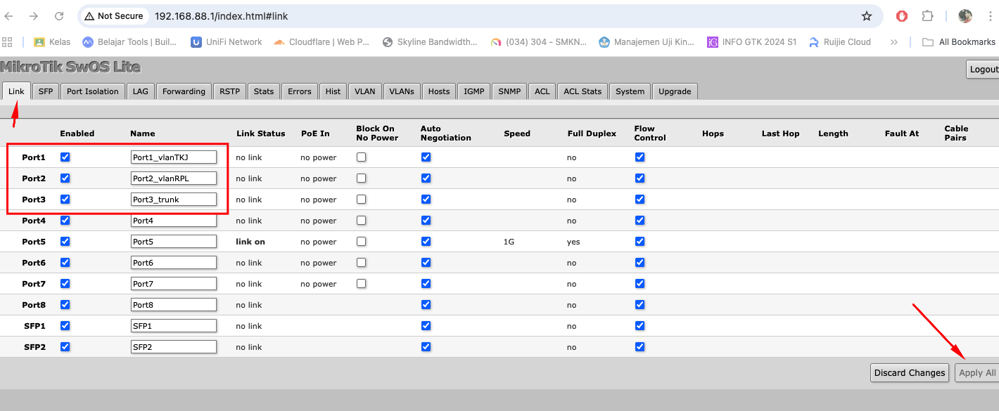 Not Secure 192.168.88.1/index.html#link
Kelas Belajar Tools | Buil... UniFi Network Cloudflare | Web P... Skyline Bandwidth... (034) 304 - SMKN... Manajemen Uji Kin... INFO GTK 2024 S1 Ruijie Cloud » All Bookmarks
MikroTik SwOS Lite
Logout
Link SFP Port Isolation LAG Forwarding RSTP Stats Errors Hist VLAN VLANs Hosts IGMP SNMP ACL ACL Stats System Upgrade
Enabled Name Link Status PoE In Block On No Power Auto Negotiation Speed Full Duplex Flow Control Hops Last Hop Length Fault At Cable Pairs
Port1 Port1_vlanTKJ no link no power no
Port2 Port2_vlanRPL no link no power no
Port3 Port3_trunk no link no power no
Port4 Port4 no link no power no
Port5 Port5 link on no power 1G yes
Port6 Port6 no link no power no
Port7 Port7 no link no power no
Port8 Port8 no link no
SFP1 SFP1 no link no
SFP2 SFP2 no link no
Discard Changes Apply All